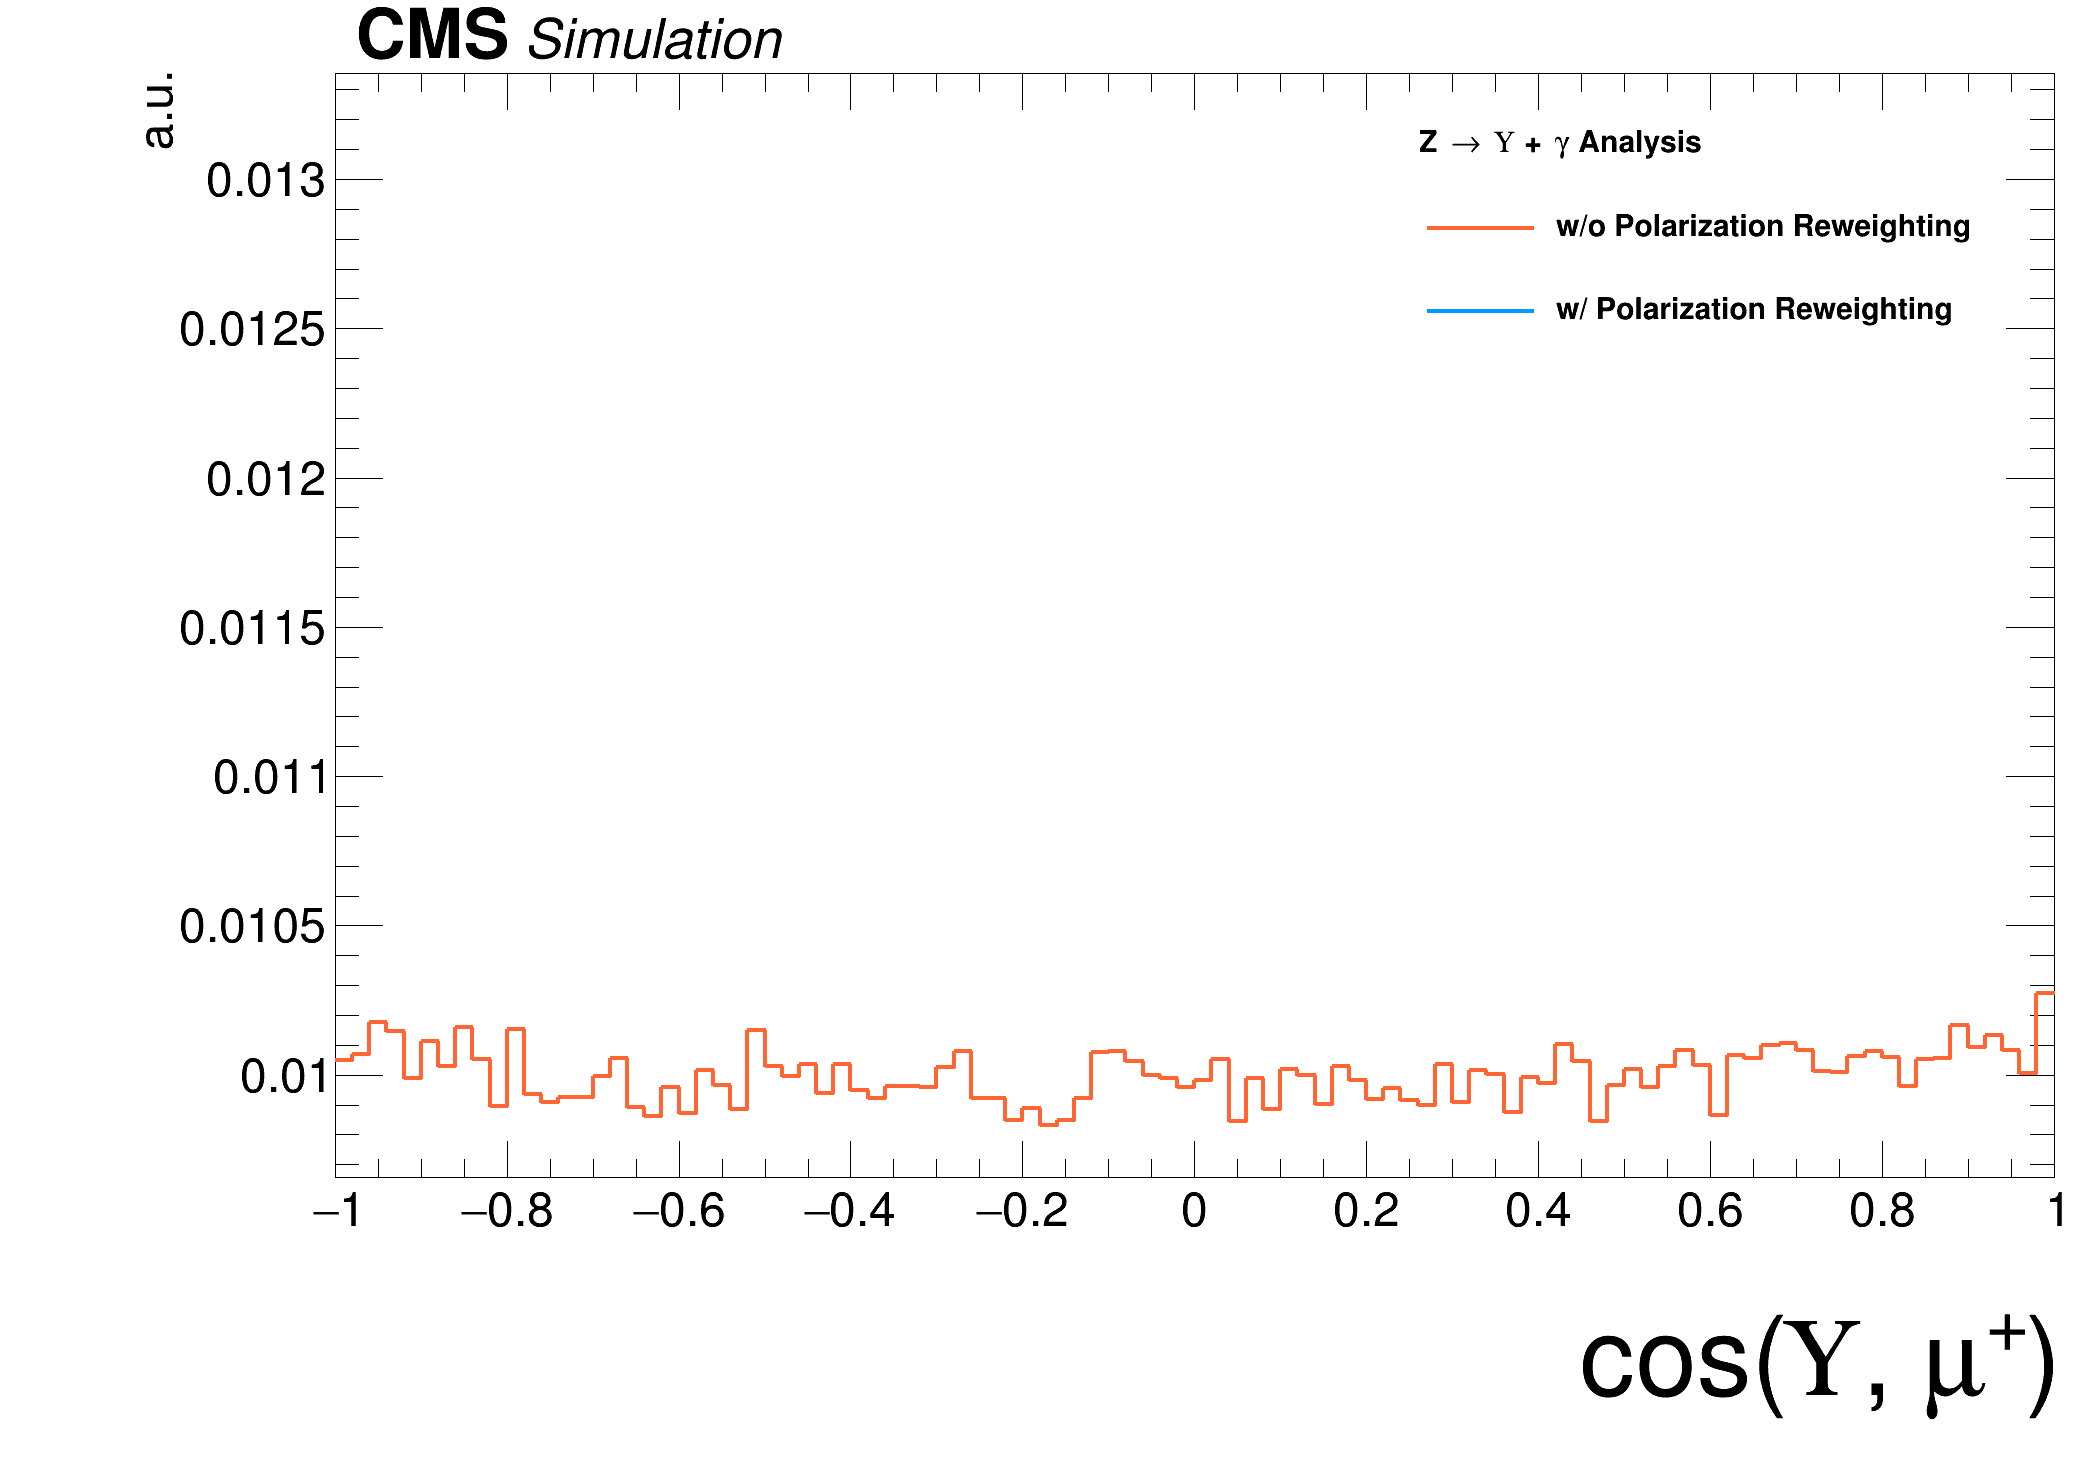 CMS Simulation
a.u.
0.013
0.0125
0.012
0.0115
0.011
0.0105
0.01
Z → Υ + γ Analysis
w/o Polarization Reweighting
w/ Polarization Reweighting
−1 −0.8 −0.6 −0.4 −0.2 0 0.2 0.4 0.6 0.8 1
cos(Υ, μ⁺)